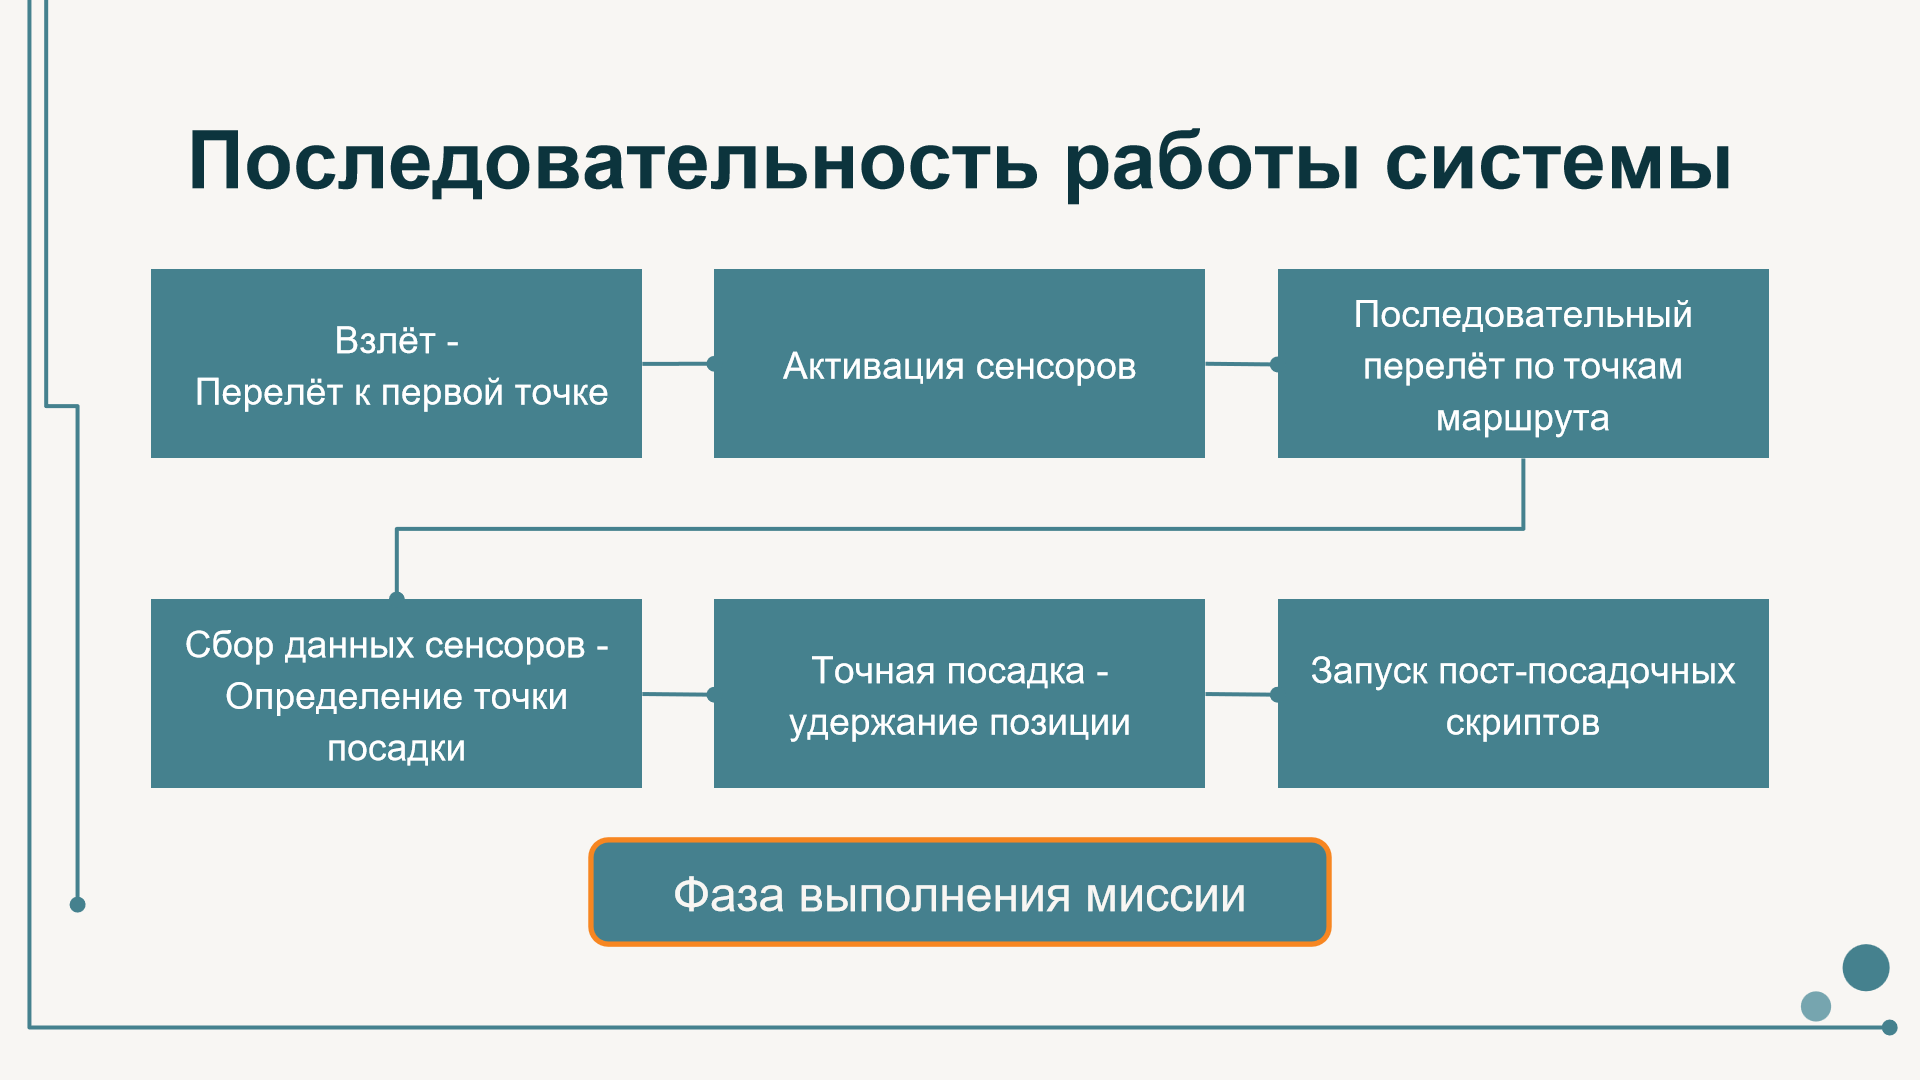 Последовательность работы системы
Взлёт -
Перелёт к первой точке
Активация сенсоров
Последовательный
перелёт по точкам
маршрута
Сбор данных сенсоров -
Определение точки
посадки
Точная посадка -
удержание позиции
Запуск пост-посадочных
скриптов
Фаза выполнения миссии